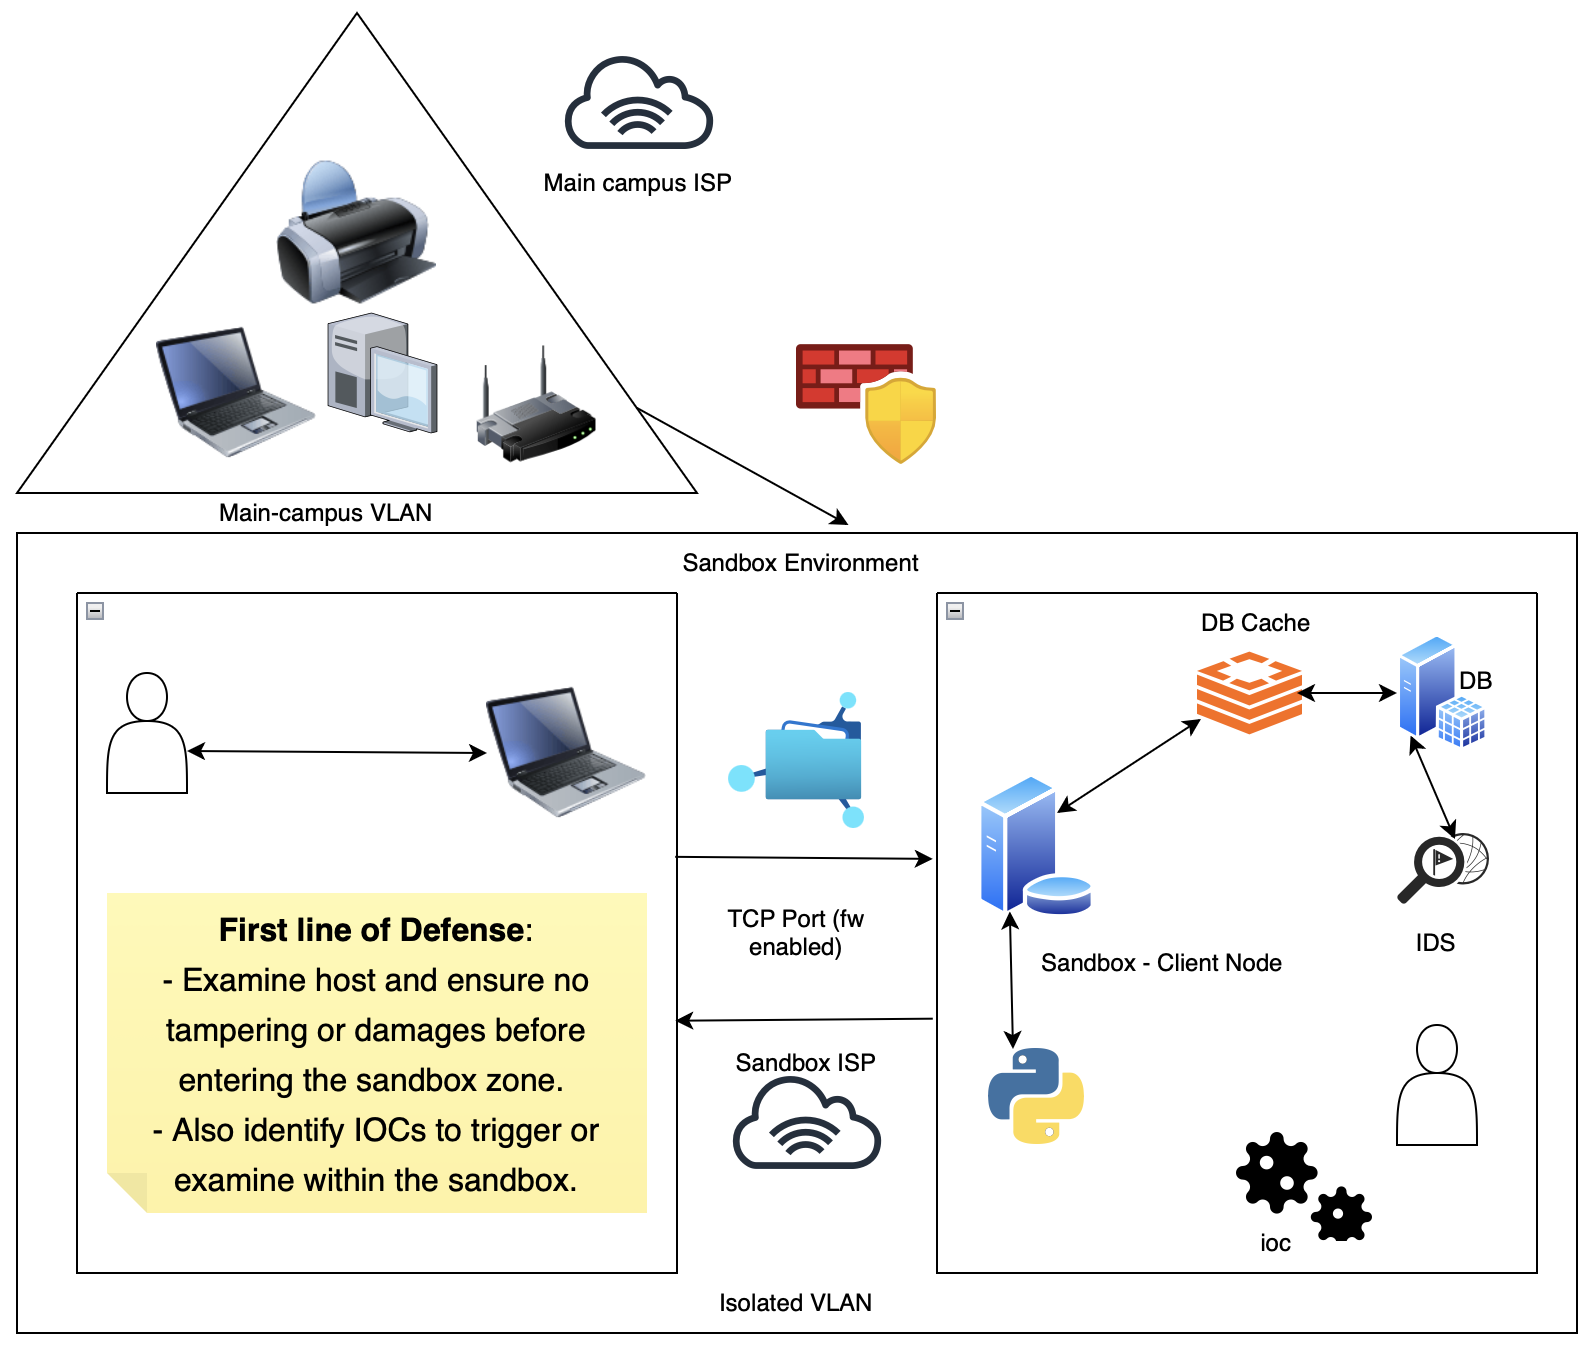 Main campus ISP
Main-campus VLAN
Sandbox Environment
First line of Defense:
- Examine host and ensure no
tampering or damages before
entering the sandbox zone.
- Also identify IOCs to trigger or
examine within the sandbox.
TCP Port (fw
enabled)
Sandbox ISP
DB Cache
DB
IDS
Sandbox - Client Node
ioc
Isolated VLAN